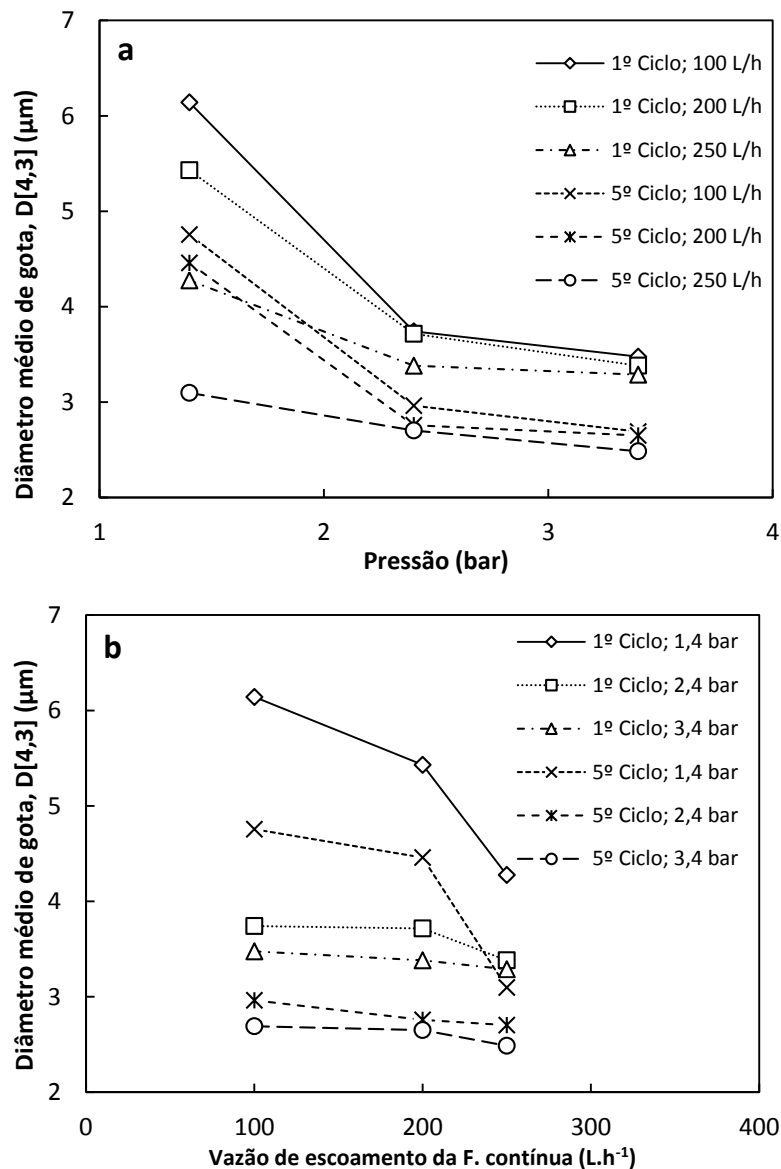 a
Diâmetro médio de gota, D[4,3] (µm)
7
6
5
4
3
2
1
2
3
4
Pressão (bar)
1º Ciclo; 100 L/h
1º Ciclo; 200 L/h
1º Ciclo; 250 L/h
5º Ciclo; 100 L/h
5º Ciclo; 200 L/h
5º Ciclo; 250 L/h
b
Diâmetro médio de gota, D[4,3] (µm)
7
6
5
4
3
2
0
100
200
300
400
Vazão de escoamento da F. contínua (L.h⁻¹)
1º Ciclo; 1,4 bar
1º Ciclo; 2,4 bar
1º Ciclo; 3,4 bar
5º Ciclo; 1,4 bar
5º Ciclo; 2,4 bar
5º Ciclo; 3,4 bar